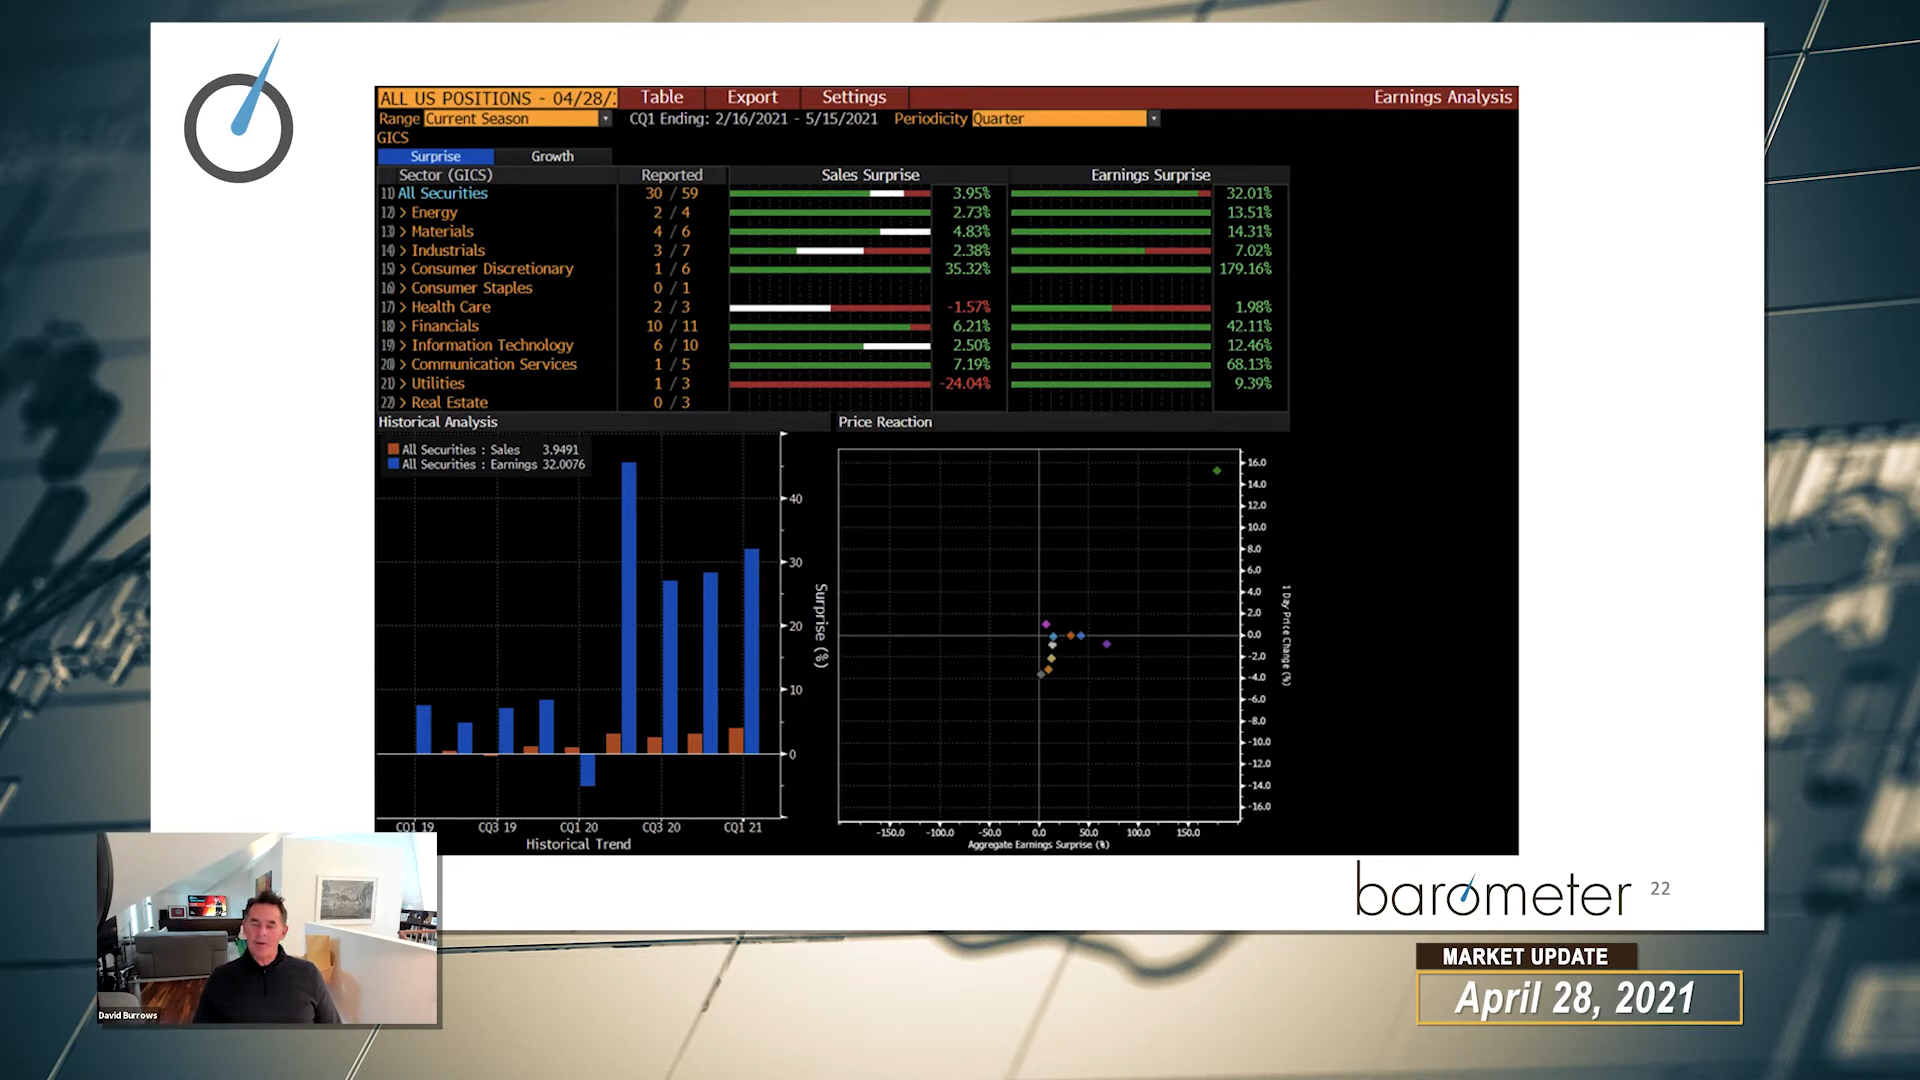 ALL US POSITIONS - 04/28/ Table Export Settings Earnings Analysis
Range Current Season CQ1 Ending: 2/16/2021 - 5/15/2021 Periodicity Quarter
GICS
Surprise Growth
Sector (GICS) Reported Sales Surprise Earnings Surprise
11) All Securities 30 / 59 3.95% 32.01%
12) > Energy 2 / 4 2.73% 13.51%
13) > Materials 4 / 6 4.83% 14.31%
14) > Industrials 3 / 7 2.38% 7.02%
15) > Consumer Discretionary 1 / 6 35.32% 179.16%
16) > Consumer Staples 0 / 1
17) > Health Care 2 / 3 -1.57% 1.98%
18) > Financials 10 / 11 6.21% 42.11%
19) > Information Technology 6 / 10 2.50% 12.46%
20) > Communication Services 1 / 5 7.19% 68.13%
21) > Utilities 1 / 3 -24.04% 9.39%
22) > Real Estate 0 / 3
Historical Analysis Price Reaction
All Securities : Sales 3.9491
All Securities : Earnings 32.0076
40
30
20
10
0
Surprise (%)
CQ1 19 CQ3 19 CQ1 20 CQ3 20 CQ1 21
Historical Trend
16.0
14.0
12.0
10.0
8.0
6.0
4.0
2.0
0.0
-2.0
-4.0
-6.0
-8.0
-10.0
-12.0
-14.0
-16.0
1 Day Price Change (%)
-150.0 -100.0 -50.0 0.0 50.0 100.0 150.0
Aggregate Earnings Surprise (%)
barometer 22
David Burrows
MARKET UPDATE
April 28, 2021